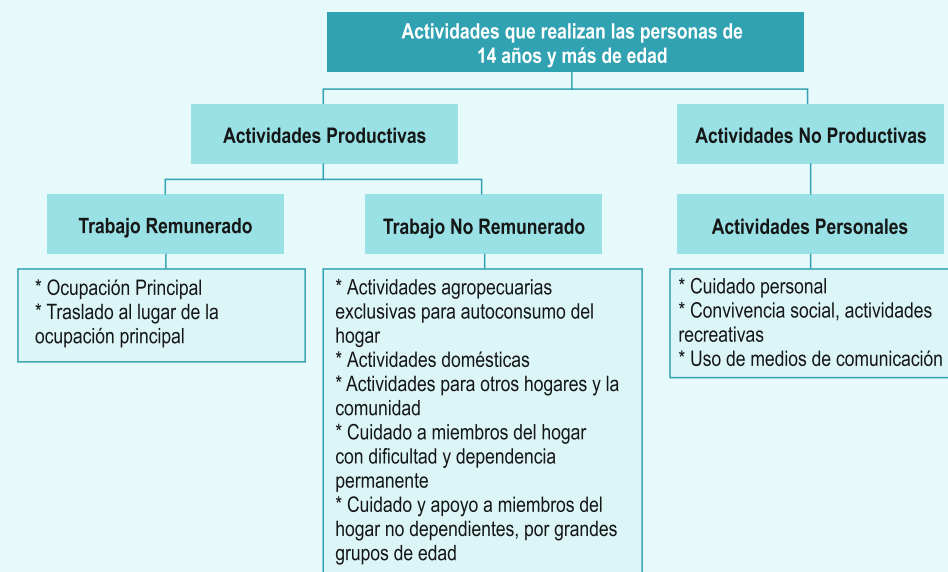 Actividades que realizan las personas de
14 años y más de edad
Actividades Productivas
Actividades No Productivas
Trabajo Remunerado
Trabajo No Remunerado
Actividades Personales
* Ocupación Principal
* Traslado al lugar de la
ocupación principal
* Actividades agropecuarias
exclusivas para autoconsumo del
hogar
* Actividades domésticas
* Actividades para otros hogares y la
comunidad
* Cuidado a miembros del hogar
con dificultad y dependencia
permanente
* Cuidado y apoyo a miembros del
hogar no dependientes, por grandes
grupos de edad
* Cuidado personal
* Convivencia social, actividades
recreativas
* Uso de medios de comunicación